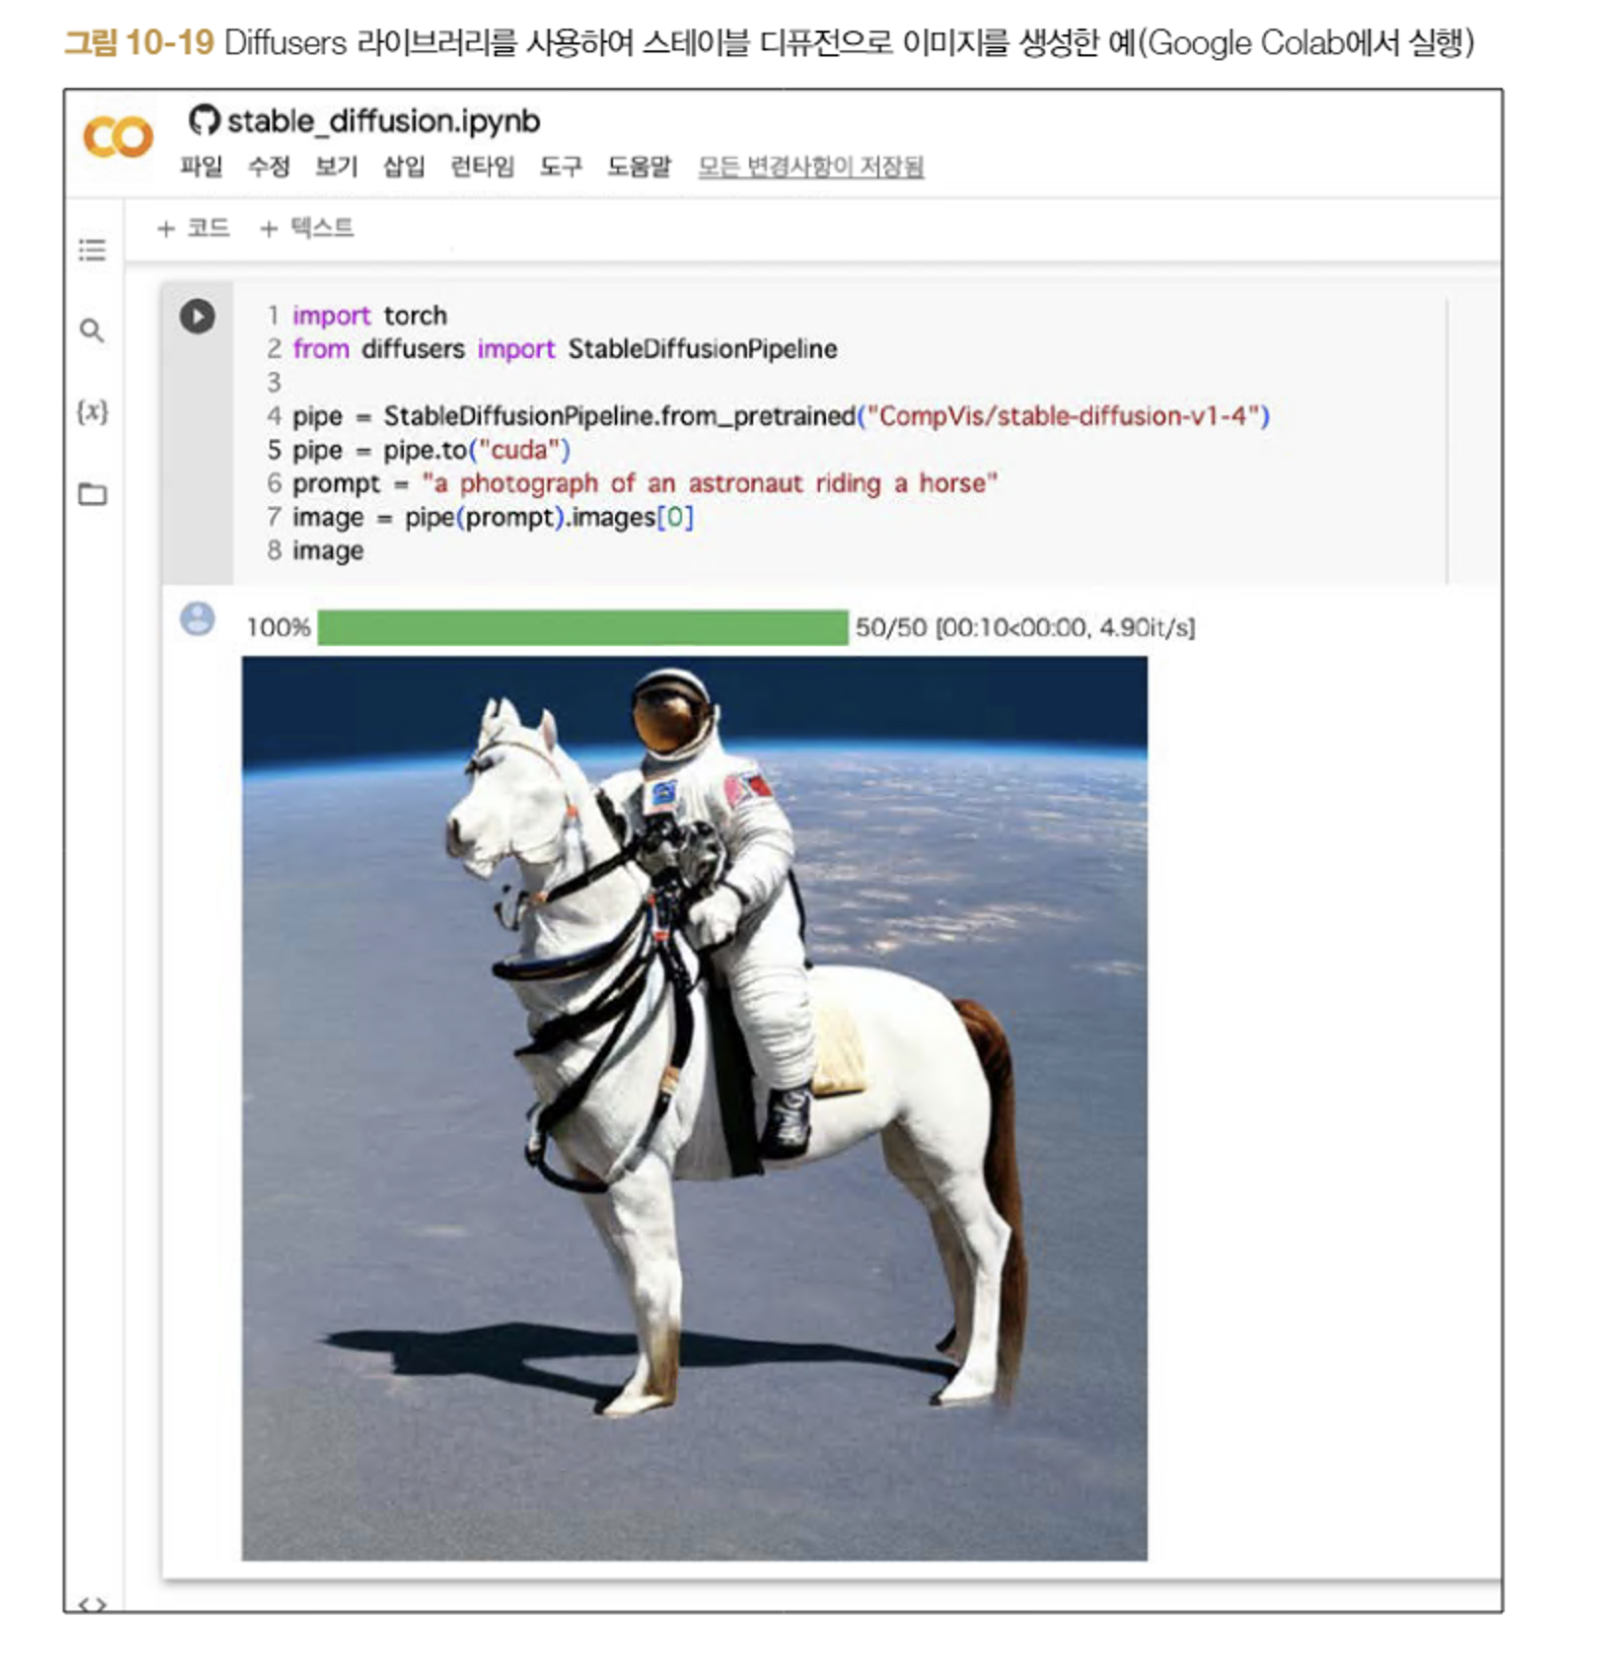 그림 10-19 Diffusers 라이브러리를 사용하여 스테이블 디퓨전으로 이미지를 생성한 예(Google Colab에서 실행)
stable_diffusion.ipynb
파일 수정 보기 삽입 런타임 도구 도움말 모든 변경사항이 저장됨
+ 코드 + 텍스트
{x}
1 import torch
2 from diffusers import StableDiffusionPipeline
3
4 pipe = StableDiffusionPipeline.from_pretrained("CompVis/stable-diffusion-v1-4")
5 pipe = pipe.to("cuda")
6 prompt = "a photograph of an astronaut riding a horse"
7 image = pipe(prompt).images[0]
8 image
100% 50/50 [00:10<00:00, 4.90it/s]